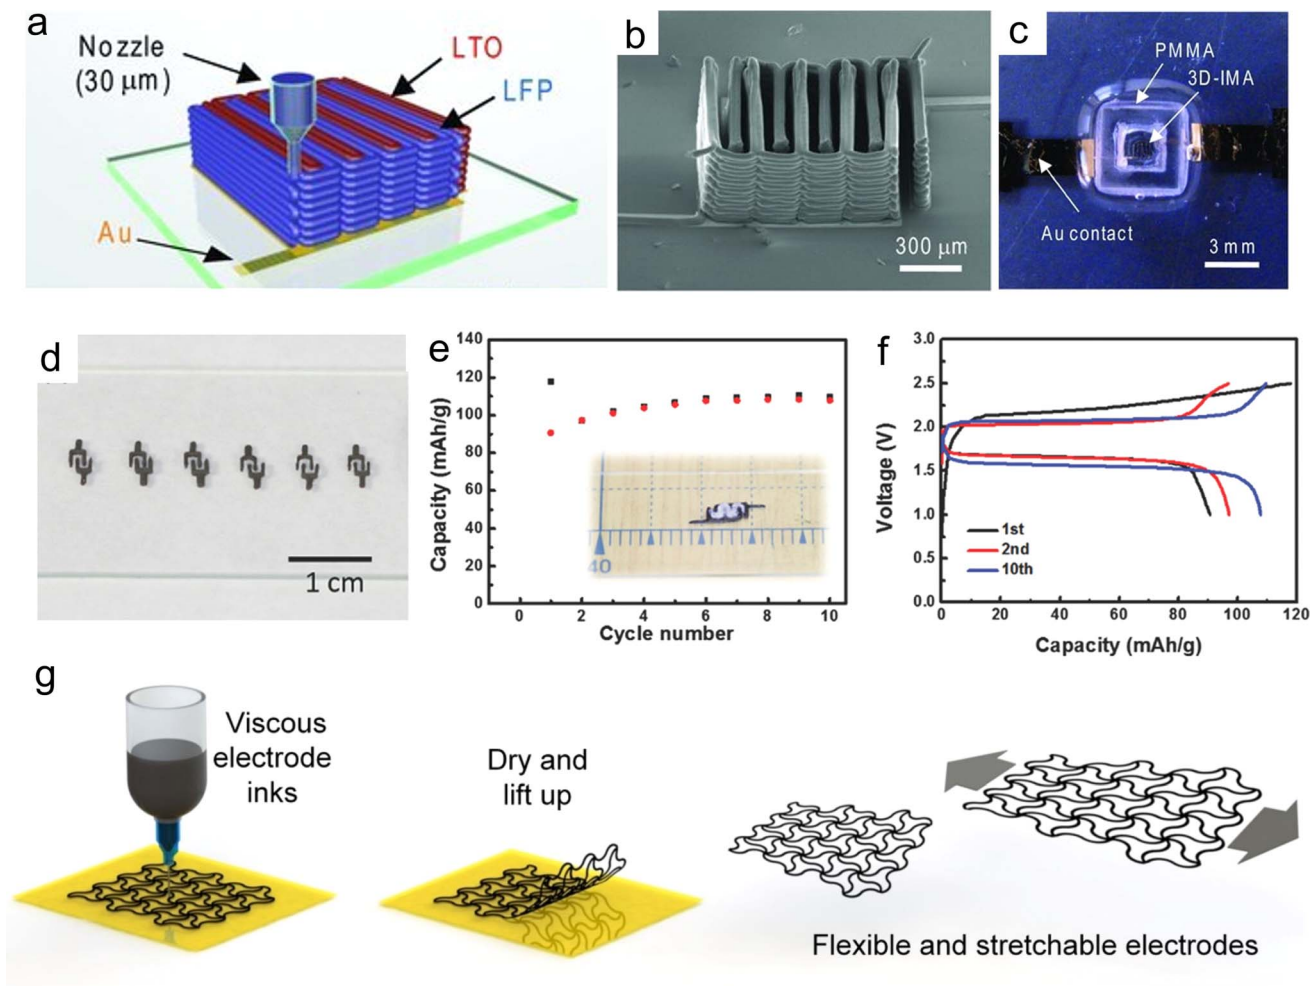 a
Nozzle
(30 μm)
LTO
LFP
Au
b
300 μm
c
PMMA
3D-IMA
Au contact
3 mm
d
1 cm
e
Capacity (mAh/g)
140
120
100
80
60
40
20
0
0 2 4 6 8 10
Cycle number
40
f
Voltage (V)
3.0
2.5
2.0
1.5
1.0
0.0
1st
2nd
10th
0 20 40 60 80 100 120
Capacity (mAh/g)
g
Viscous
electrode
inks
Dry and
lift up
Flexible and stretchable electrodes